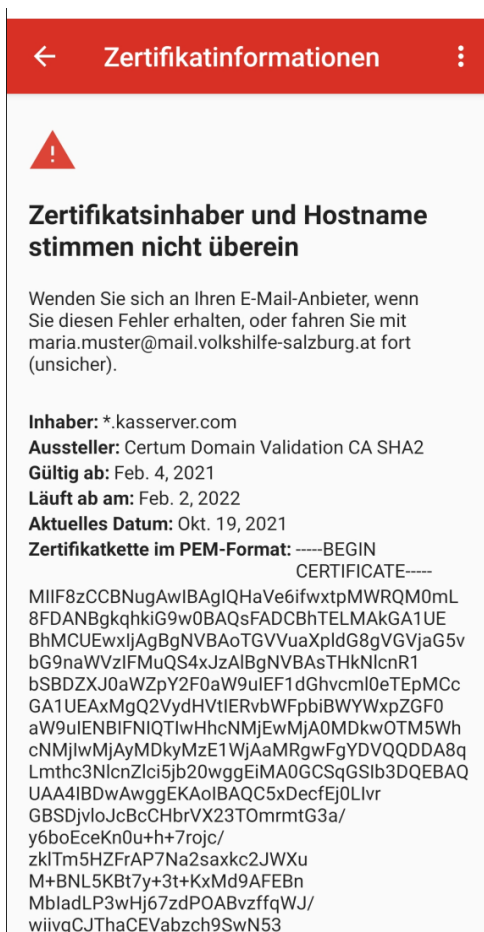 Zertifikatinformationen
Zertifikatsinhaber und Hostname
stimmen nicht überein
Wenden Sie sich an Ihren E-Mail-Anbieter, wenn
Sie diesen Fehler erhalten, oder fahren Sie mit
maria.muster@mail.volkshilfe-salzburg.at fort
(unsicher).
Inhaber: *.kasserver.com
Aussteller: Certum Domain Validation CA SHA2
Gültig ab: Feb. 4, 2021
Läuft ab am: Feb. 2, 2022
Aktuelles Datum: Okt. 19, 2021
Zertifikatkette im PEM-Format: -----BEGIN
CERTIFICATE-----
MIIF8zCCBNugAwIBAgIQHaVe6ifwxtpMWRQM0mL
8FDANBgkqhkiG9w0BAQsFADCBhTELMAkGA1UE
BhMCUEwxIjAgBgNVBAoTGVVuaXpldG8gVGVjaG5v
bG9naWVzIFMuQS4xJzAlBgNVBAsTHkNlcnR1
bSBDZXJ0aWZpY2F0aW9uIEF1dGhvcml0eTEpMCc
GA1UEAxMgQ2VydHVtIERvbWFpbiBWYWxpZGF0
aW9uIENBIFNIQTIwHhcNMjEwMjA0MDkwOTM5Wh
cNMjIwMjAyMDkyMzE1WjAaMRgwFgYDVQQDDA8q
Lmthc3NlcnZlci5jb20wggEiMA0GCSqGSIb3DQEBAQ
UAA4IBDwAwggEKAoIBAQC5xDecfEj0LIvr
GBSDjvloJcBcCHbrVX23TOmrmtG3a/
y6boEceKn0u+h+7rojc/
zklTm5HZFrAP7Na2saxkc2JWXu
M+BNL5KBt7y+3t+KxMd9AFEBn
MbIadLP3wHj67zdPOABvzffqWJ/
wiivqCJThaCEVabzch9SwN53